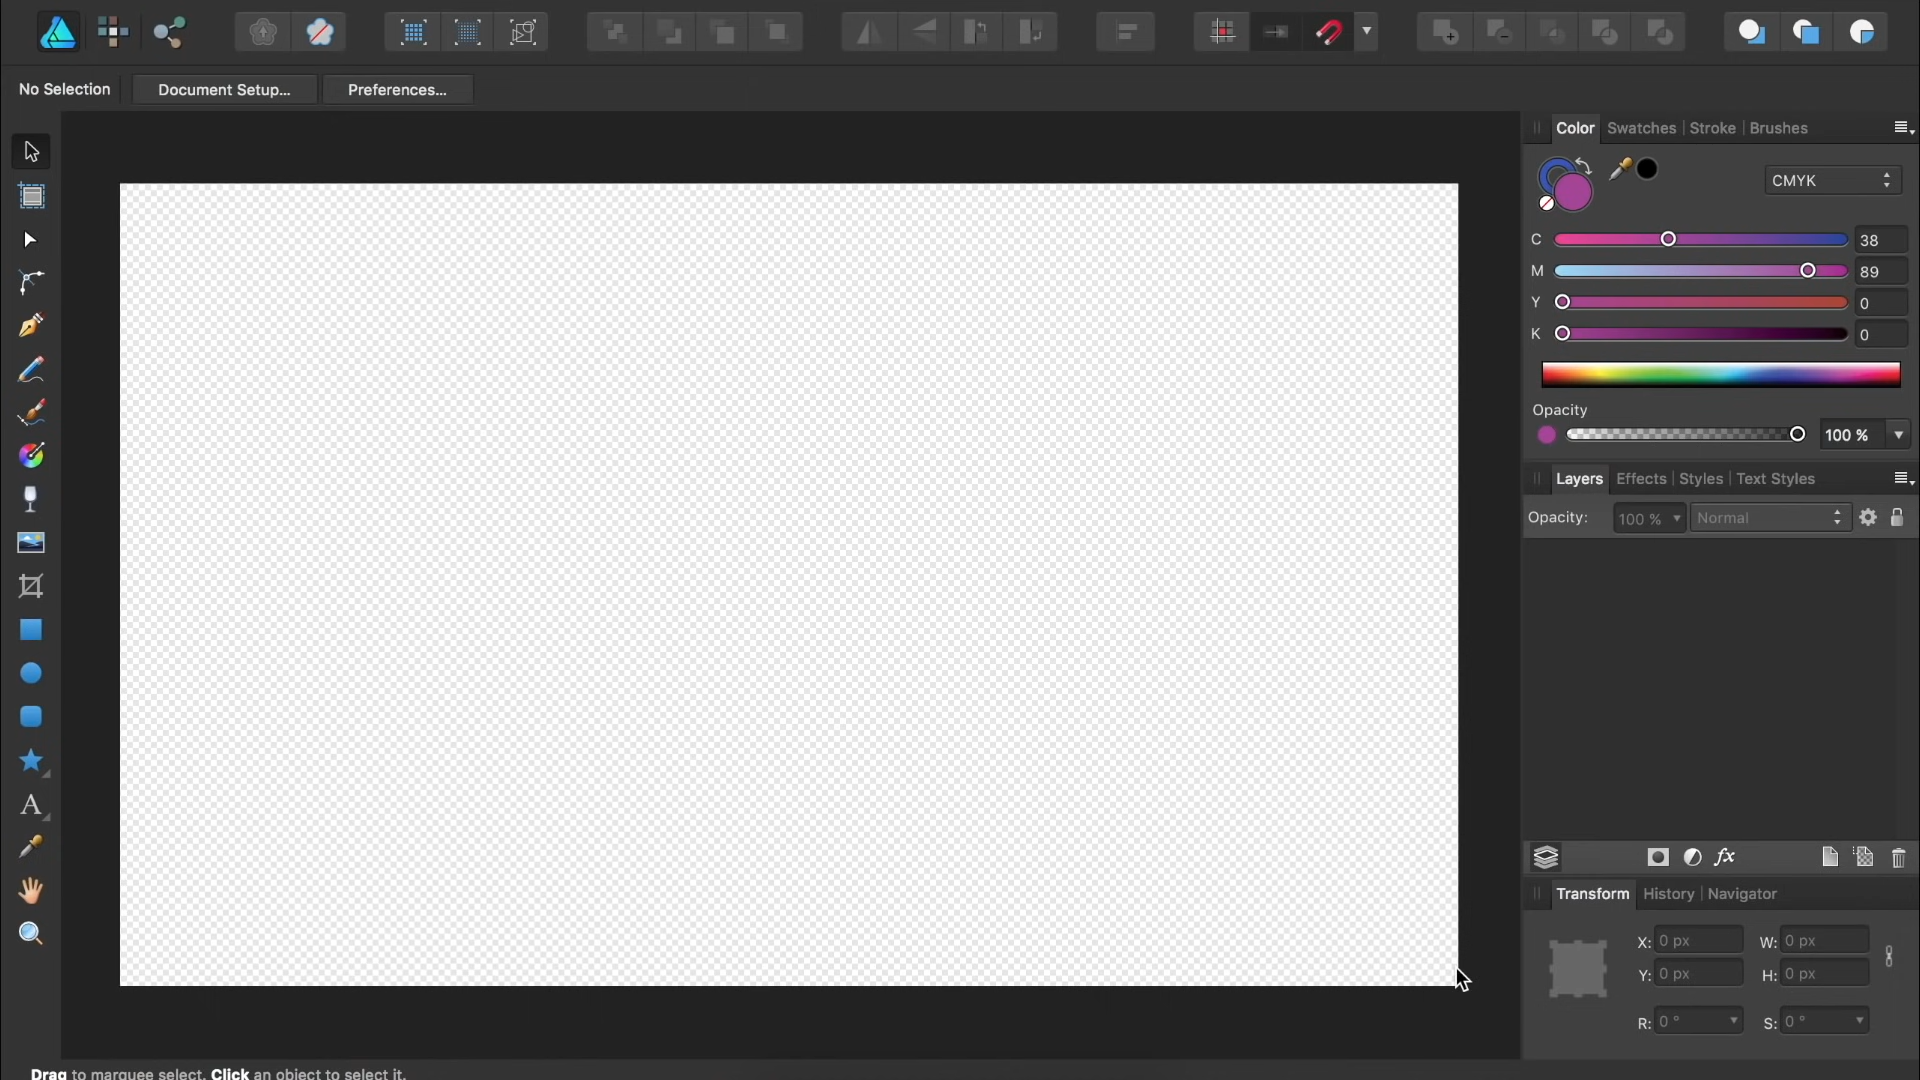 No Selection
Document Setup...
Preferences...
Color Swatches Stroke Brushes
CMYK
C 38
M 89
Y 0
K 0
Opacity
100 %
Layers Effects Styles Text Styles
Opacity: 100 % Normal
fx
Transform History Navigator
X: 0 px W: 0 px
Y: 0 px H: 0 px
R: 0 ° S: 0 °
A
Drag to marquee select. Click an object to select it.